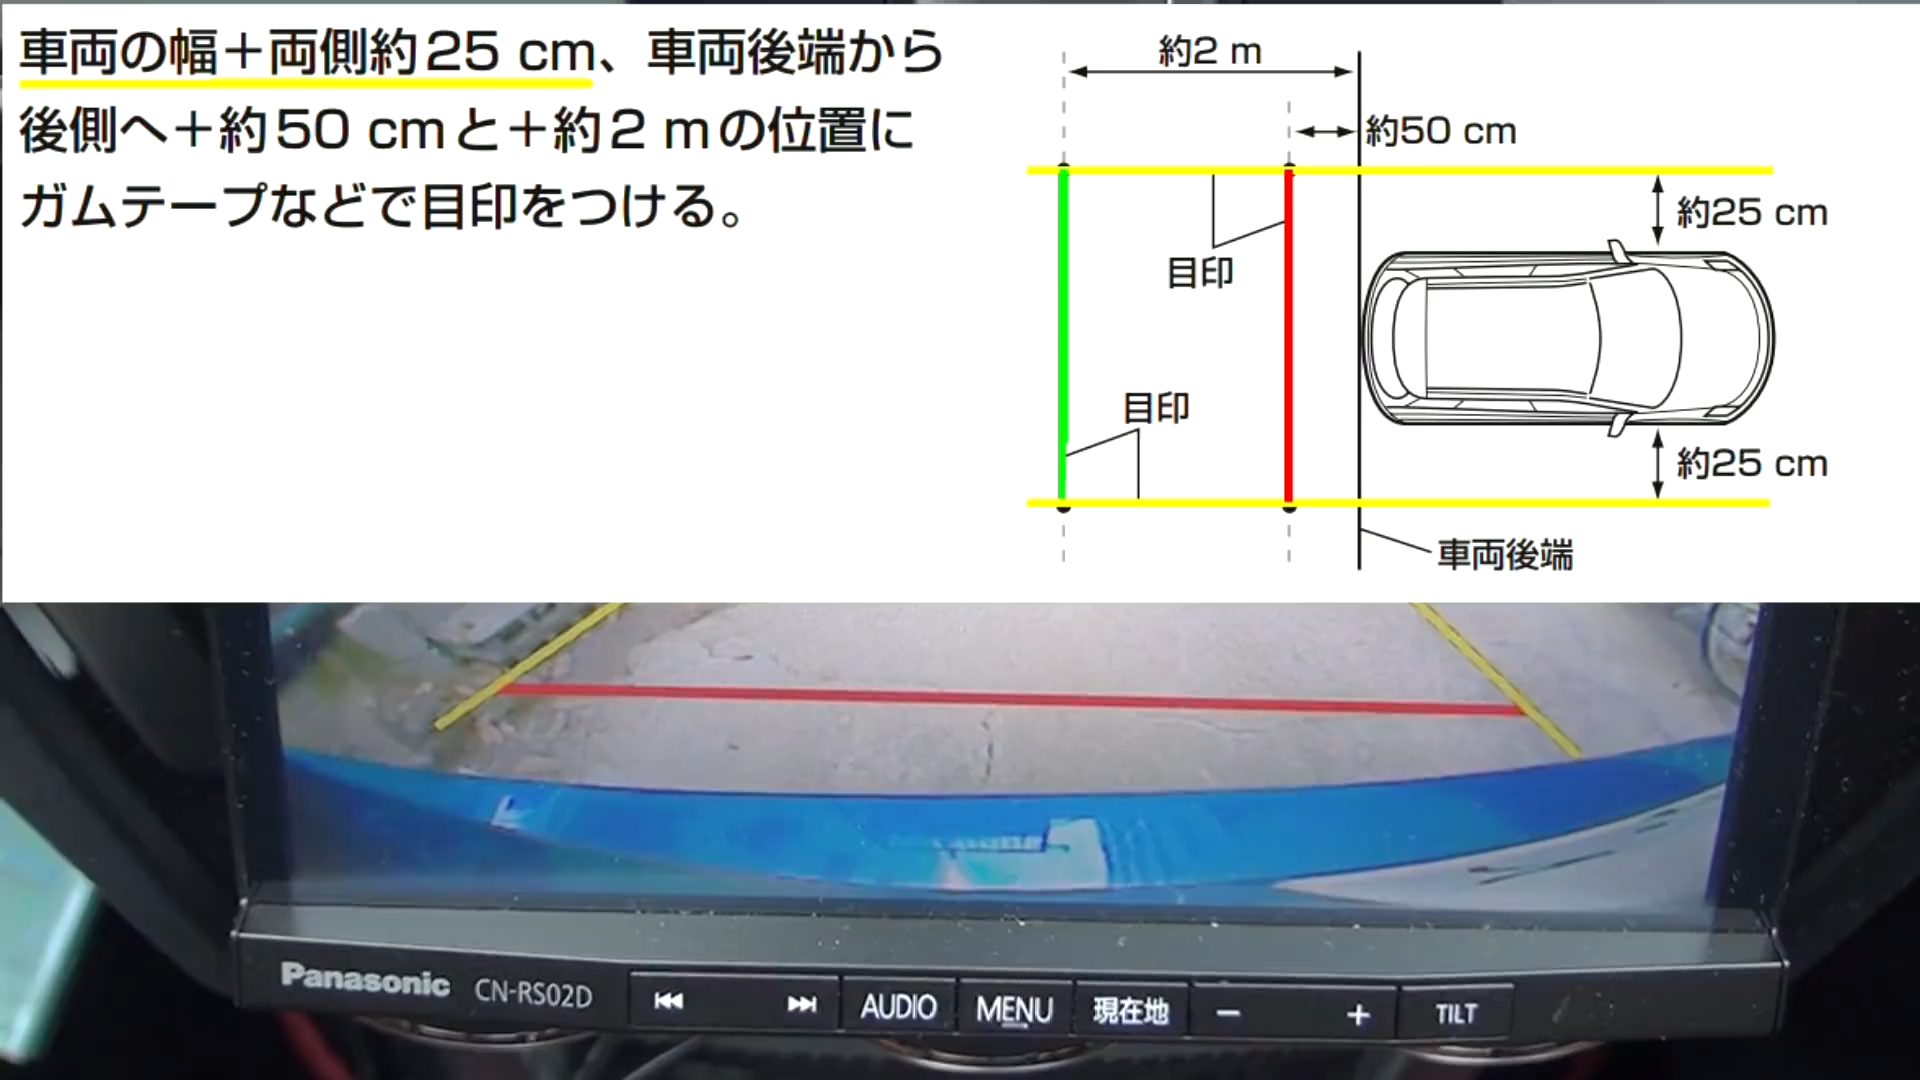 車両の幅＋両側約25 cm、車両後端から
後側へ＋約50 cmと＋約2 mの位置に
ガムテープなどで目印をつける。
約2 m
約50 cm
約25 cm
目印
目印
約25 cm
車両後端
Panasonic CN-RS02D AUDIO MENU 現在地 − + TILT